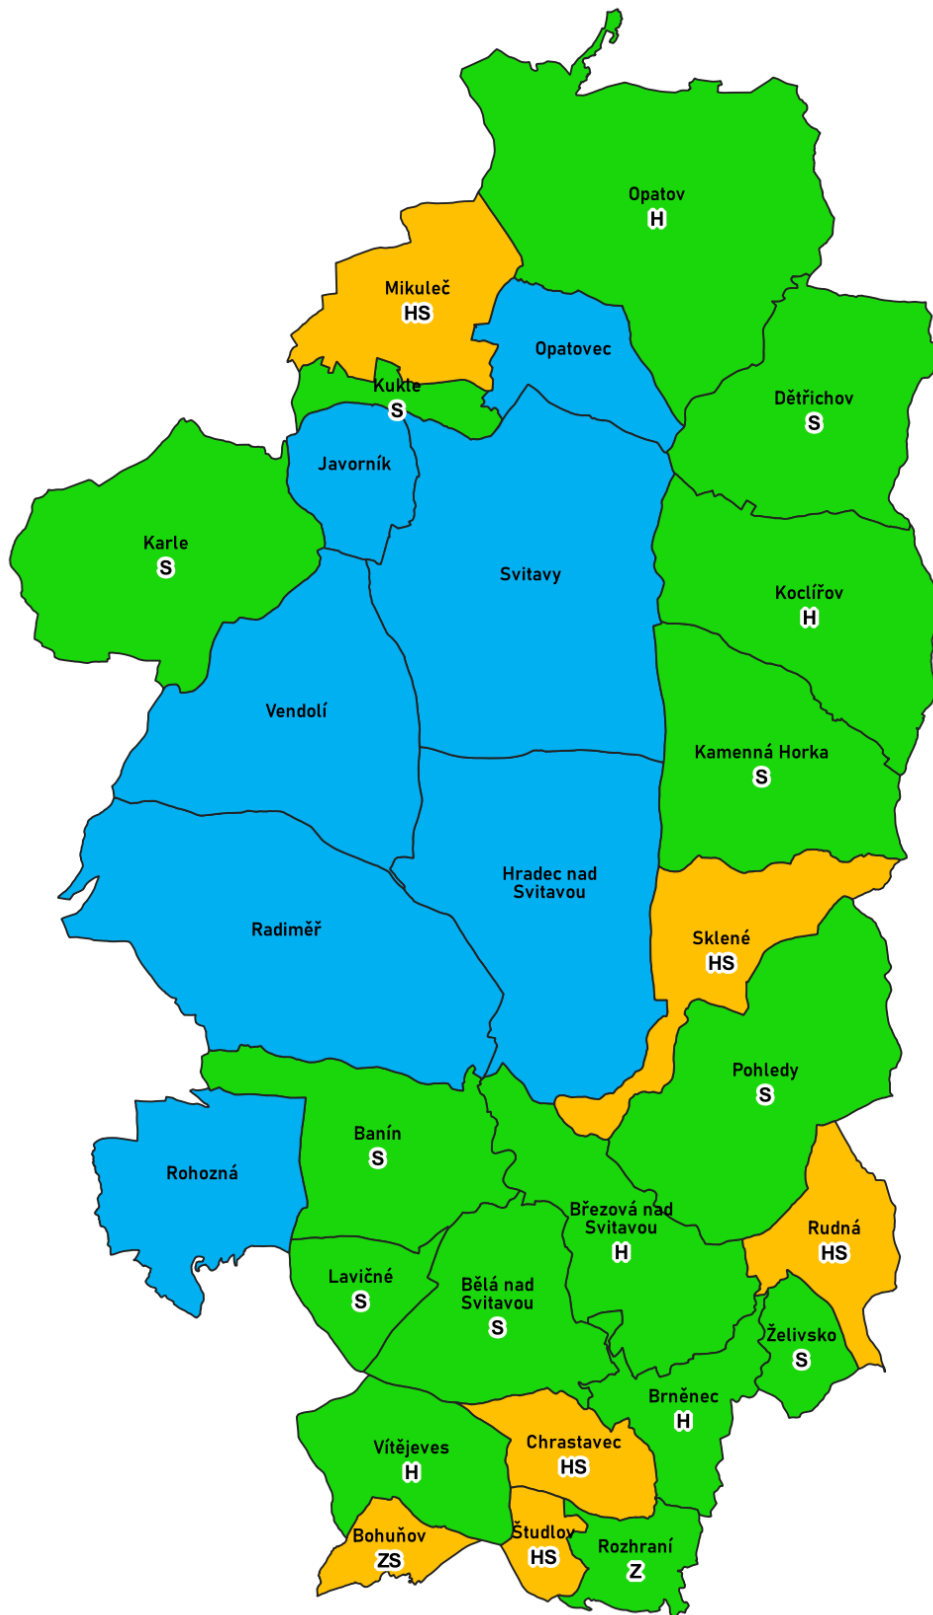 Opatov
H
Mikuleč
HS
Opatovec
Kukle
S
Dětřichov
S
Javorník
Karle
S
Svitavy
Koclířov
H
Vendolí
Kamenná Horka
S
Hradec nad
Svitavou
Radiměř
Sklené
HS
Pohledy
S
Banín
S
Rohozná
Březová nad
Svitavou
H
Rudná
HS
Lavičné
S
Bělá nad
Svitavou
S
Želivsko
S
Brněnec
H
Vítějeves
H
Chrastavec
HS
Bohuňov
ZS
Študlov
HS
Rozhraní
Z